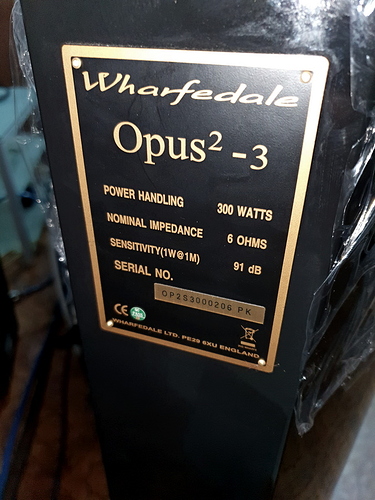 Wharfedale
Opus² -3
POWER HANDLING 300 WATTS
NOMINAL IMPEDANCE 6 OHMS
SENSITIVITY(1W@1M) 91 dB
SERIAL NO.
OP2S3000206 PK
CE
WHARFEDALE LTD. PE29 6XU ENGLAND